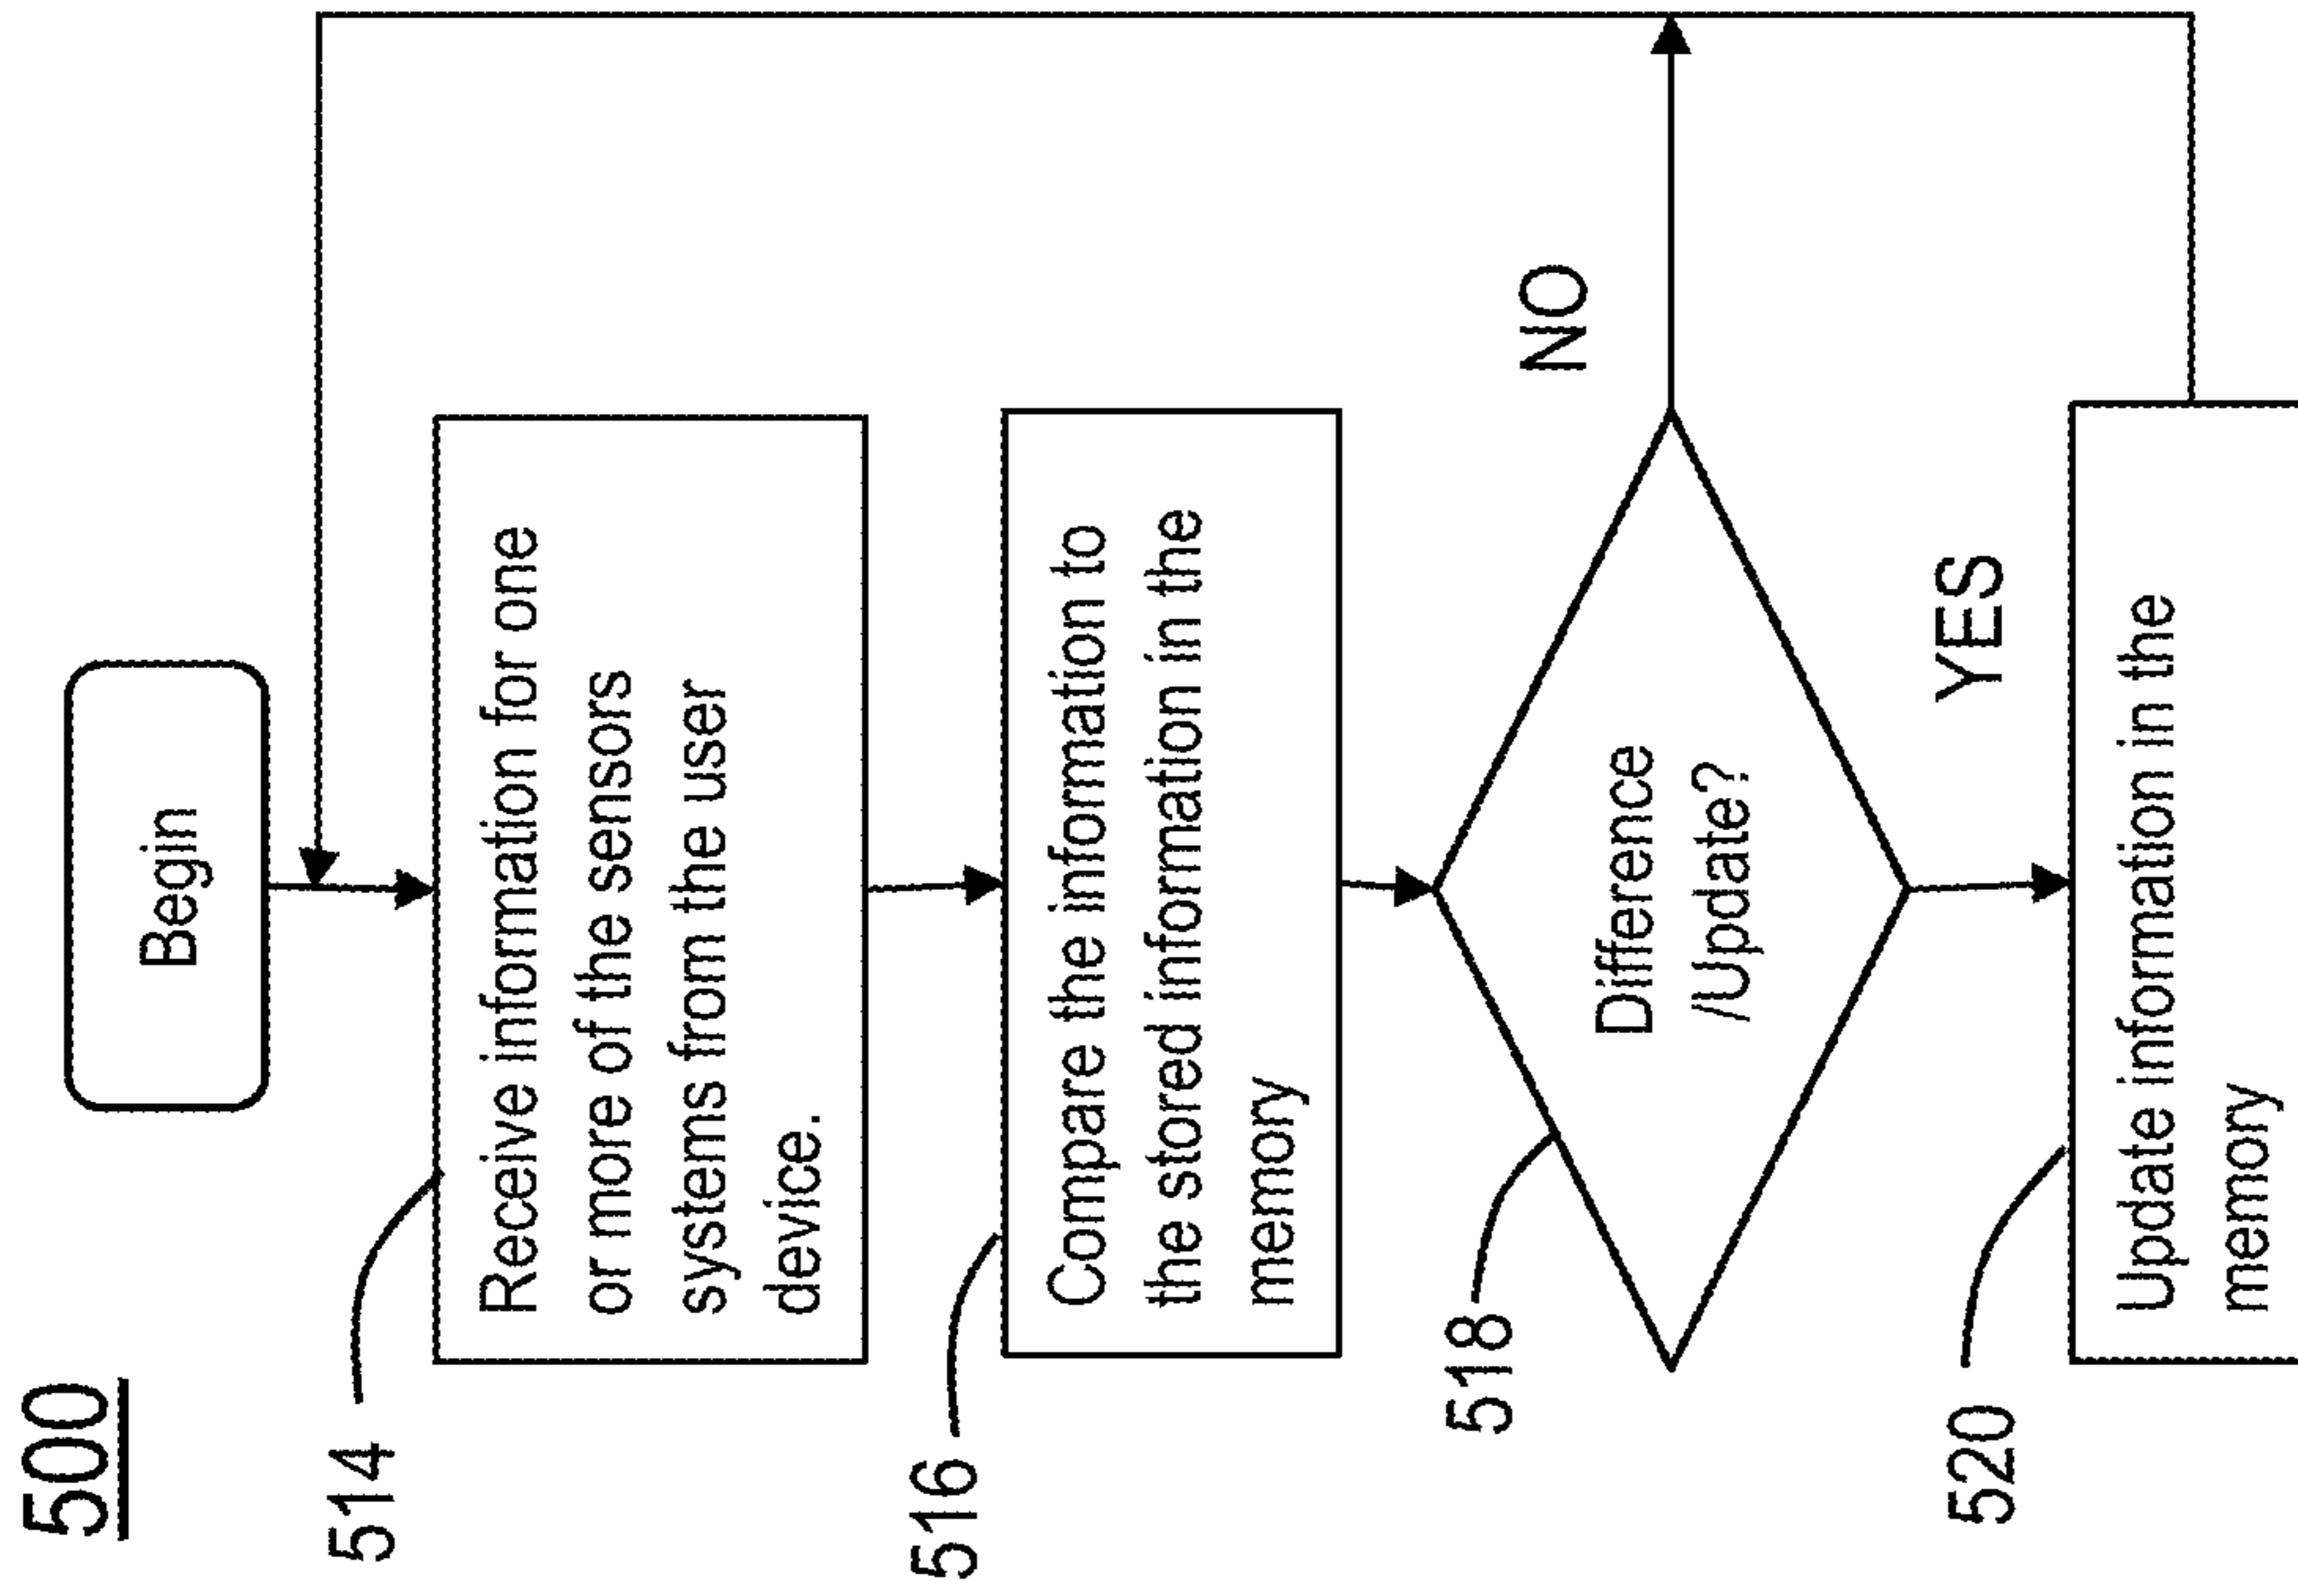 500
Begin
514
Receive information for one
or more of the sensors
systems from the user
device.
516
Compare the information to
the stored information in the
memory
518
Difference
/Update?
NO
YES
520
Update information in the
memory